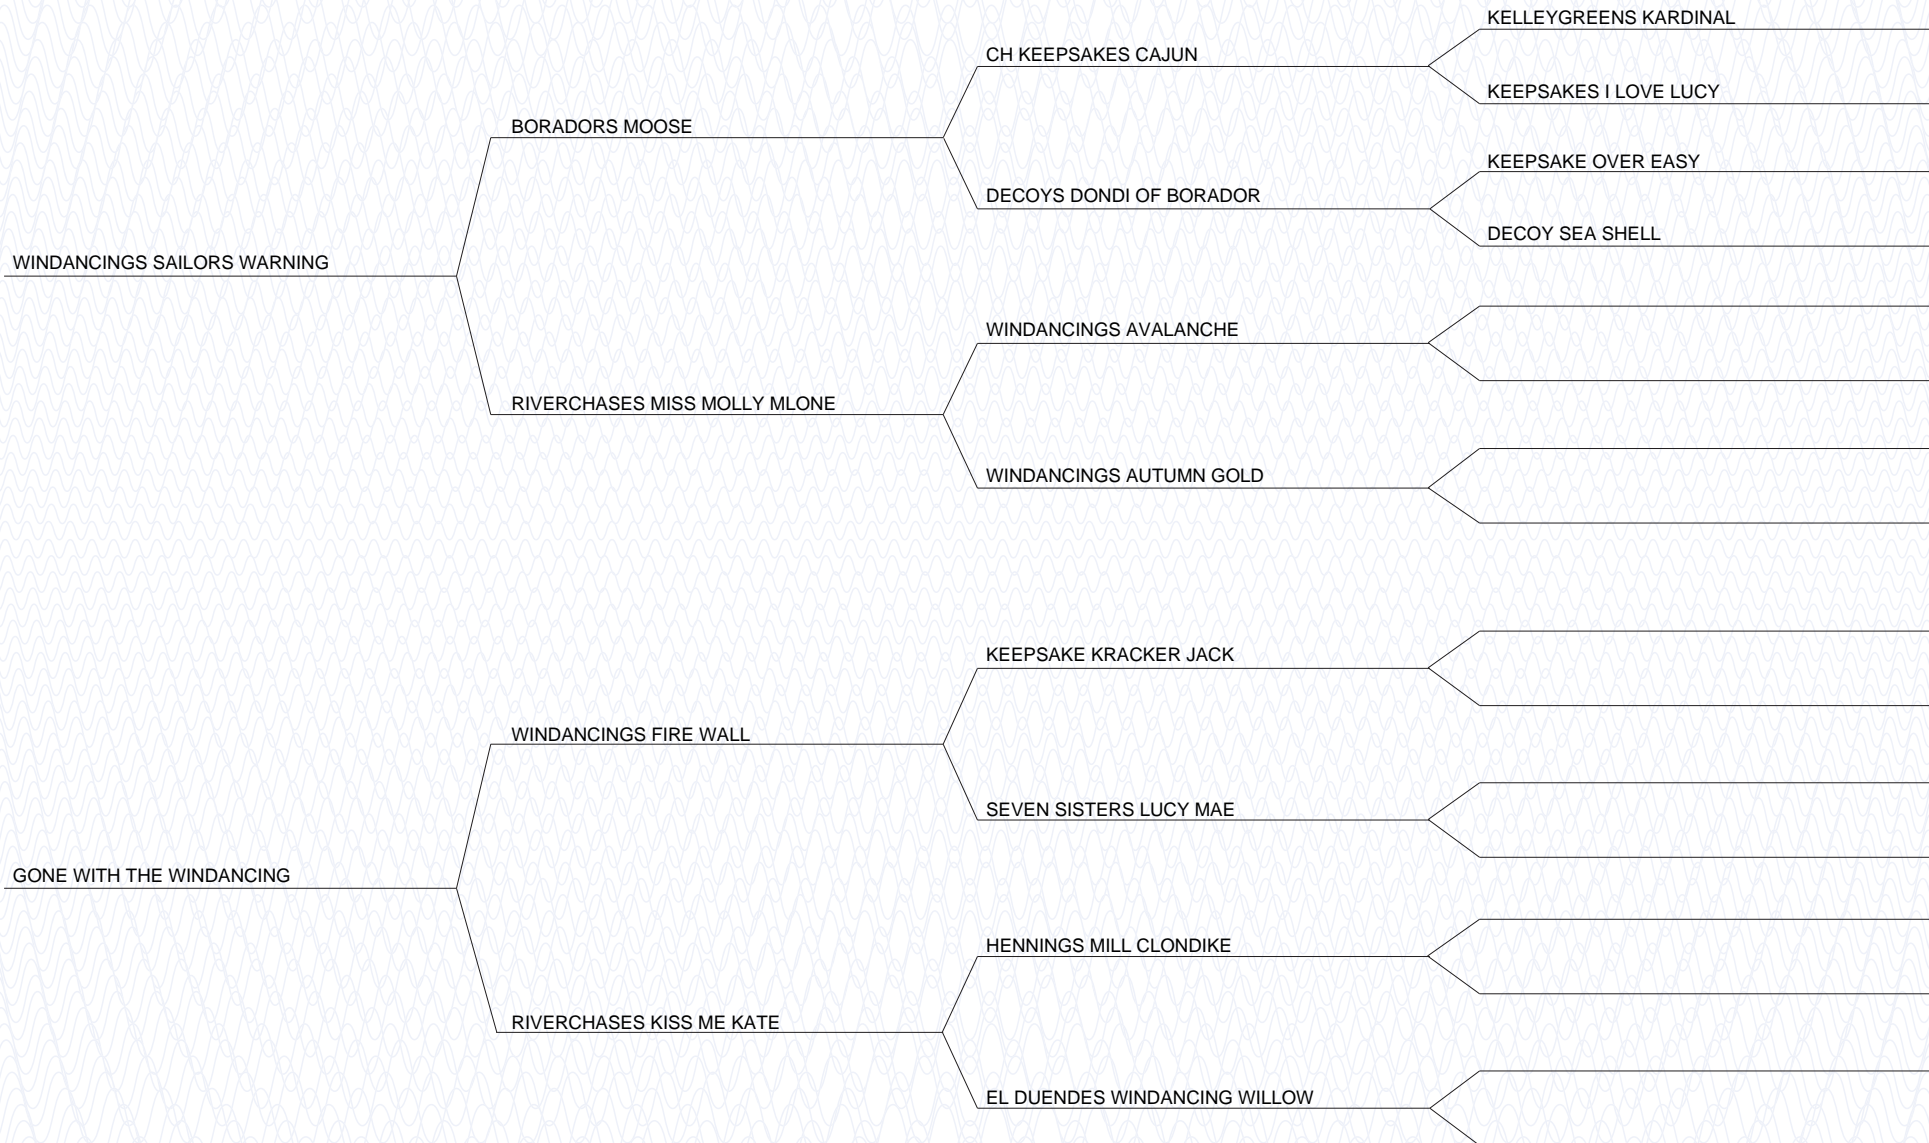 KELLEYGREENS KARDINAL
CH KEEPSAKES CAJUN
KEEPSAKES I LOVE LUCY
BORADORS MOOSE
KEEPSAKE OVER EASY
DECOYS DONDI OF BORADOR
DECOY SEA SHELL
WINDANCINGS SAILORS WARNING
WINDANCINGS AVALANCHE
RIVERCHASES MISS MOLLY MLONE
WINDANCINGS AUTUMN GOLD
KEEPSAKE KRACKER JACK
WINDANCINGS FIRE WALL
SEVEN SISTERS LUCY MAE
GONE WITH THE WINDANCING
HENNINGS MILL CLONDIKE
RIVERCHASES KISS ME KATE
EL DUENDES WINDANCING WILLOW